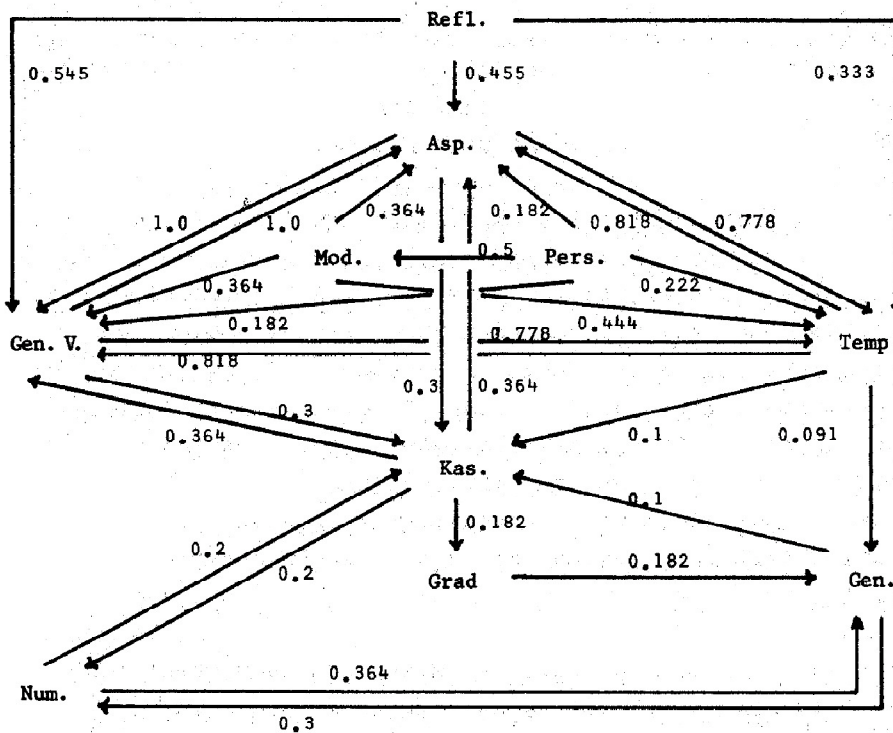 Refl.
0.545 0.455 0.333
Asp.
1.0 1.0 0.364 0.182 0.818 0.778
Mod. 0.5 Pers.
0.364 0.222
0.182 0.444
Gen. V. 0.778 Temp
0.818
0.3 0.364
0.3
0.364 0.1 0.091
Kas.
0.1
0.182
0.2
0.2 Grad 0.182 Gen.
0.364
Num.
0.3